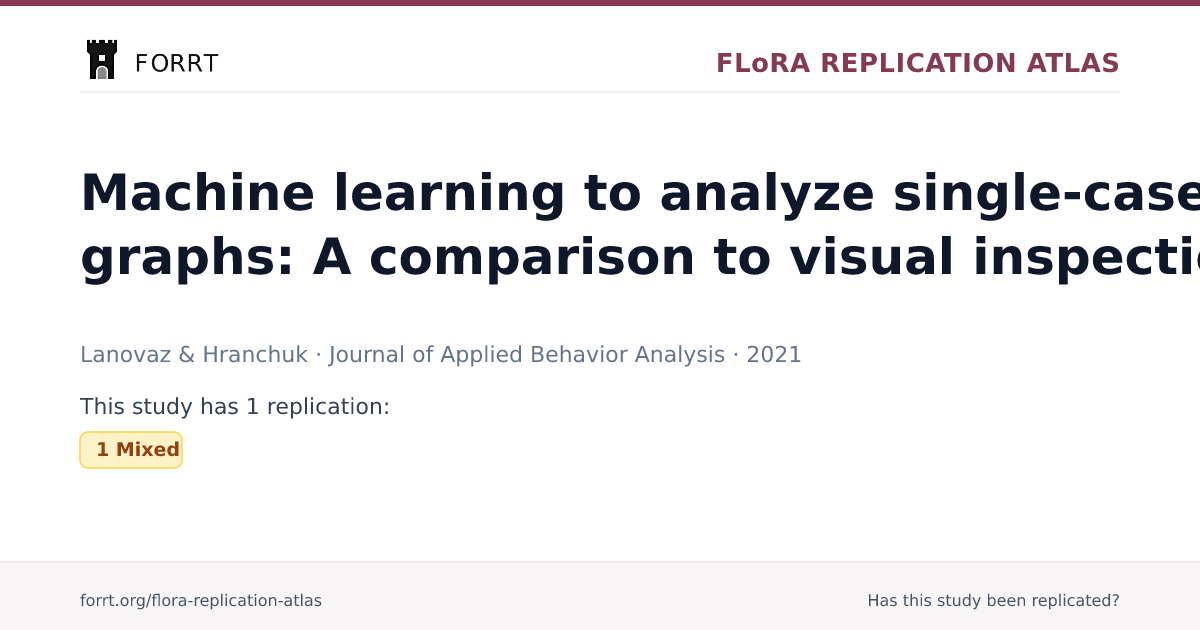 FORRT
FLoRA REPLICATION ATLAS
Machine learning to analyze single-case
graphs: A comparison to visual inspecti
Lanovaz & Hranchuk · Journal of Applied Behavior Analysis · 2021
This study has 1 replication:
1 Mixed
forrt.org/flora-replication-atlas
Has this study been replicated?